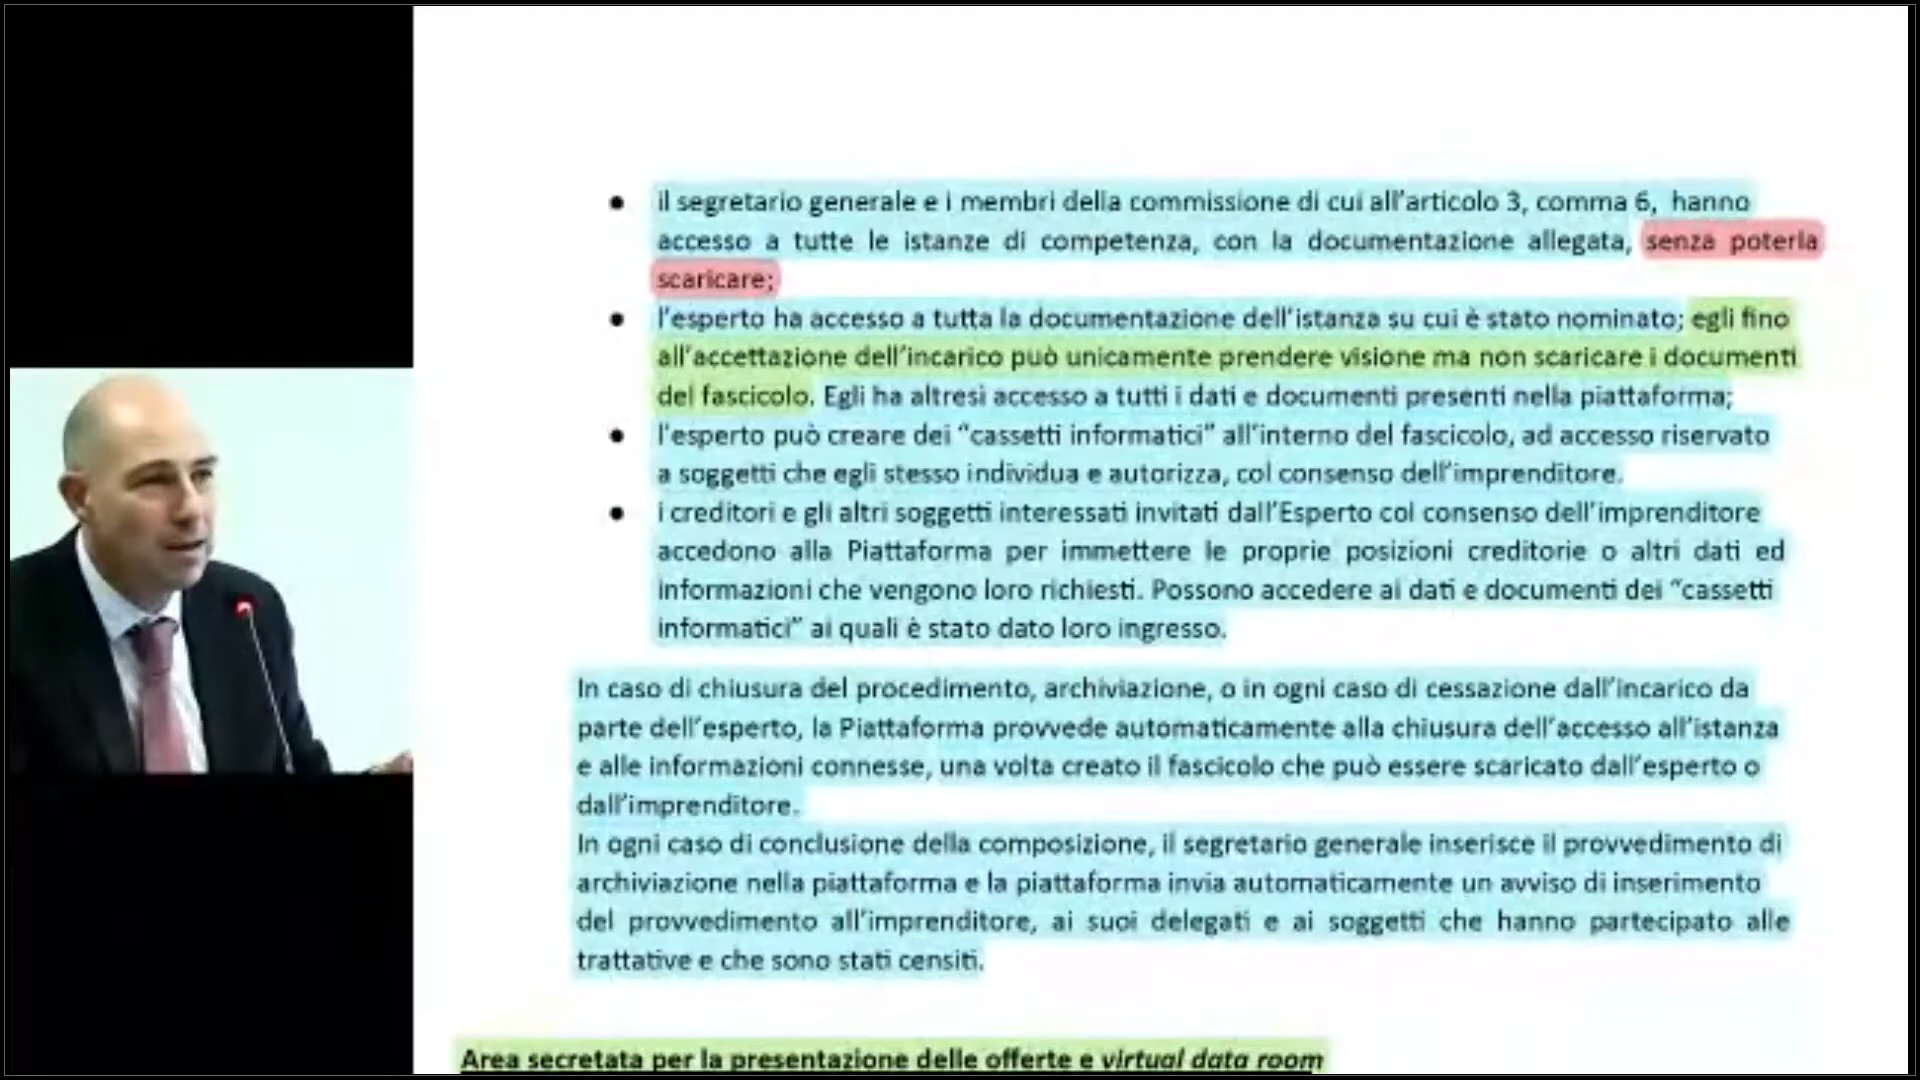 ● il segretario generale e i membri della commissione di cui all'articolo 3, comma 6, hanno
accesso a tutte le istanze di competenza, con la documentazione allegata, senza poterla
scaricare;
● l'esperto ha accesso a tutta la documentazione dell'istanza su cui è stato nominato; egli fino
all'accettazione dell'incarico può unicamente prendere visione ma non scaricare i documenti
del fascicolo. Egli ha altresì accesso a tutti i dati e documenti presenti nella piattaforma;
● l'esperto può creare dei “cassetti informatici” all'interno del fascicolo, ad accesso riservato
a soggetti che egli stesso individua e autorizza, col consenso dell'imprenditore.
● i creditori e gli altri soggetti interessati invitati dall'Esperto col consenso dell'imprenditore
accedono alla Piattaforma per immettere le proprie posizioni creditorie o altri dati ed
informazioni che vengono loro richiesti. Possono accedere ai dati e documenti dei “cassetti
informatici” ai quali è stato dato loro ingresso.
In caso di chiusura del procedimento, archiviazione, o in ogni caso di cessazione dall'incarico da
parte dell'esperto, la Piattaforma provvede automaticamente alla chiusura dell'accesso all'istanza
e alle informazioni connesse, una volta creato il fascicolo che può essere scaricato dall'esperto o
dall'imprenditore.
In ogni caso di conclusione della composizione, il segretario generale inserisce il provvedimento di
archiviazione nella piattaforma e la piattaforma invia automaticamente un avviso di inserimento
del provvedimento all'imprenditore, ai suoi delegati e ai soggetti che hanno partecipato alle
trattative e che sono stati censiti.
Area secretata per la presentazione delle offerte e virtual data room